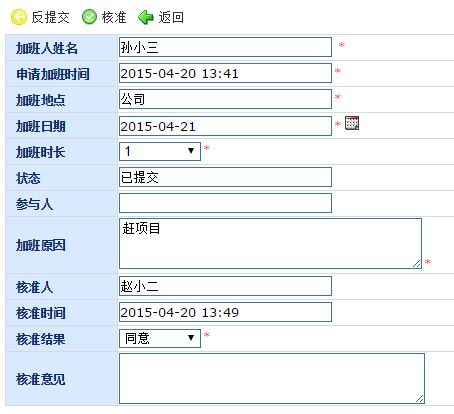 反提交 核准 返回
加班人姓名 孙小三 *
申请加班时间 2015-04-20 13:41 *
加班地点 公司 *
加班日期 2015-04-21 *
加班时长 1 *
状态 已提交
参与人
加班原因 赶项目 *
核准人 赵小二
核准时间 2015-04-20 13:49
核准结果 同意 *
核准意见